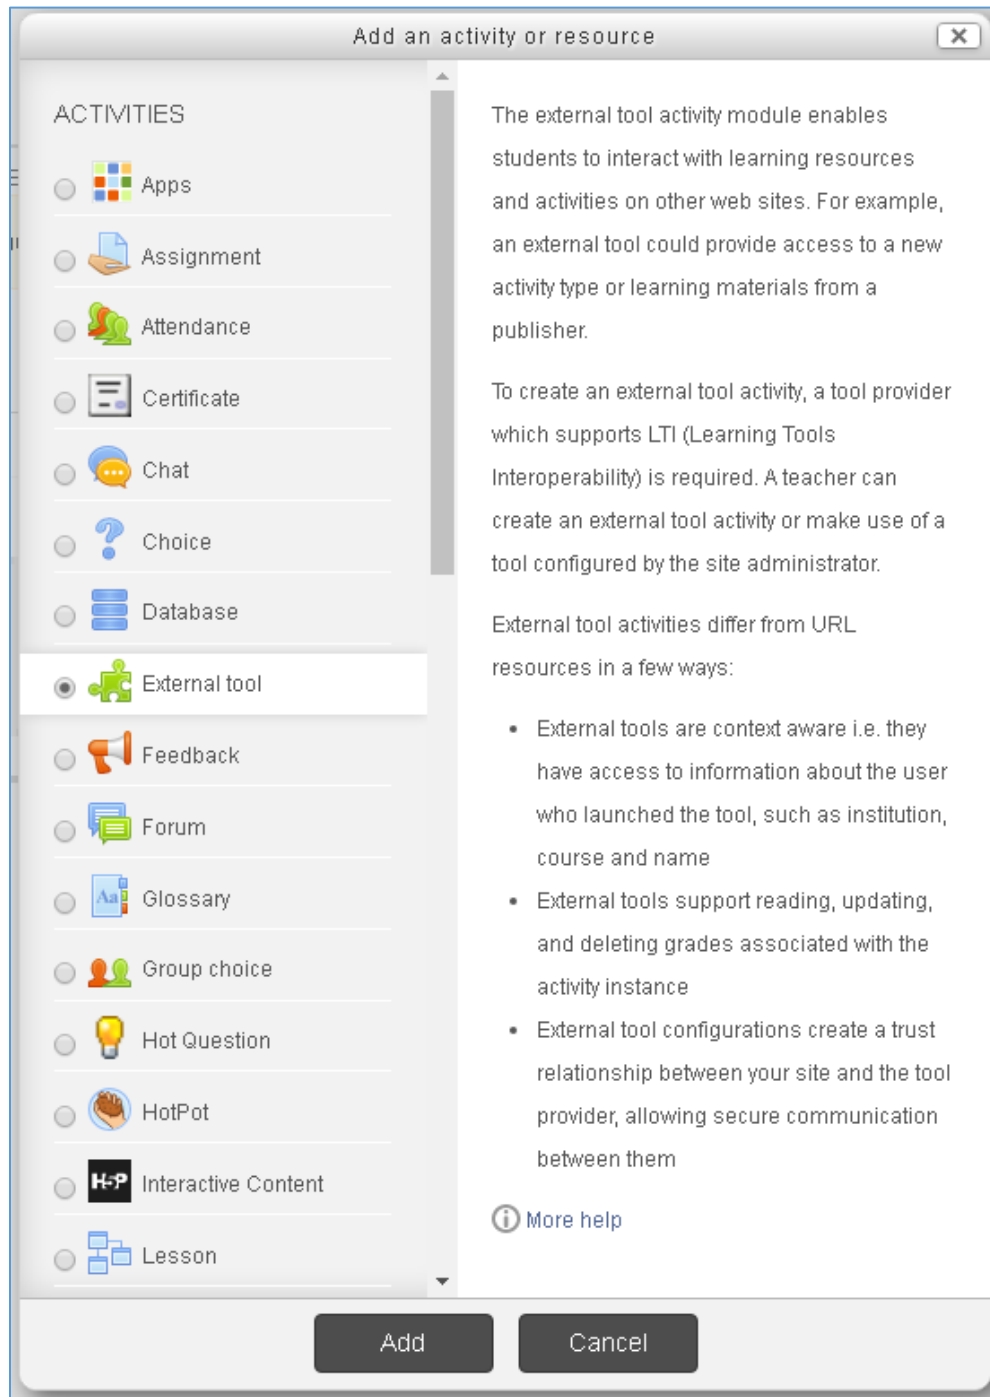 Add an activity or resource
ACTIVITIES
Apps
Assignment
Attendance
Certificate
Chat
Choice
Database
External tool
Feedback
Forum
Glossary
Group choice
Hot Question
HotPot
H5P
Interactive Content
Lesson
The external tool activity module enables
students to interact with learning resources
and activities on other web sites. For example,
an external tool could provide access to a new
activity type or learning materials from a
publisher.
To create an external tool activity, a tool provider
which supports LTI (Learning Tools
Interoperability) is required. A teacher can
create an external tool activity or make use of a
tool configured by the site administrator.
External tool activities differ from URL
resources in a few ways:
• External tools are context aware i.e. they
have access to information about the user
who launched the tool, such as institution,
course and name
• External tools support reading, updating,
and deleting grades associated with the
activity instance
• External tool configurations create a trust
relationship between your site and the tool
provider, allowing secure communication
between them
More help
Add
Cancel